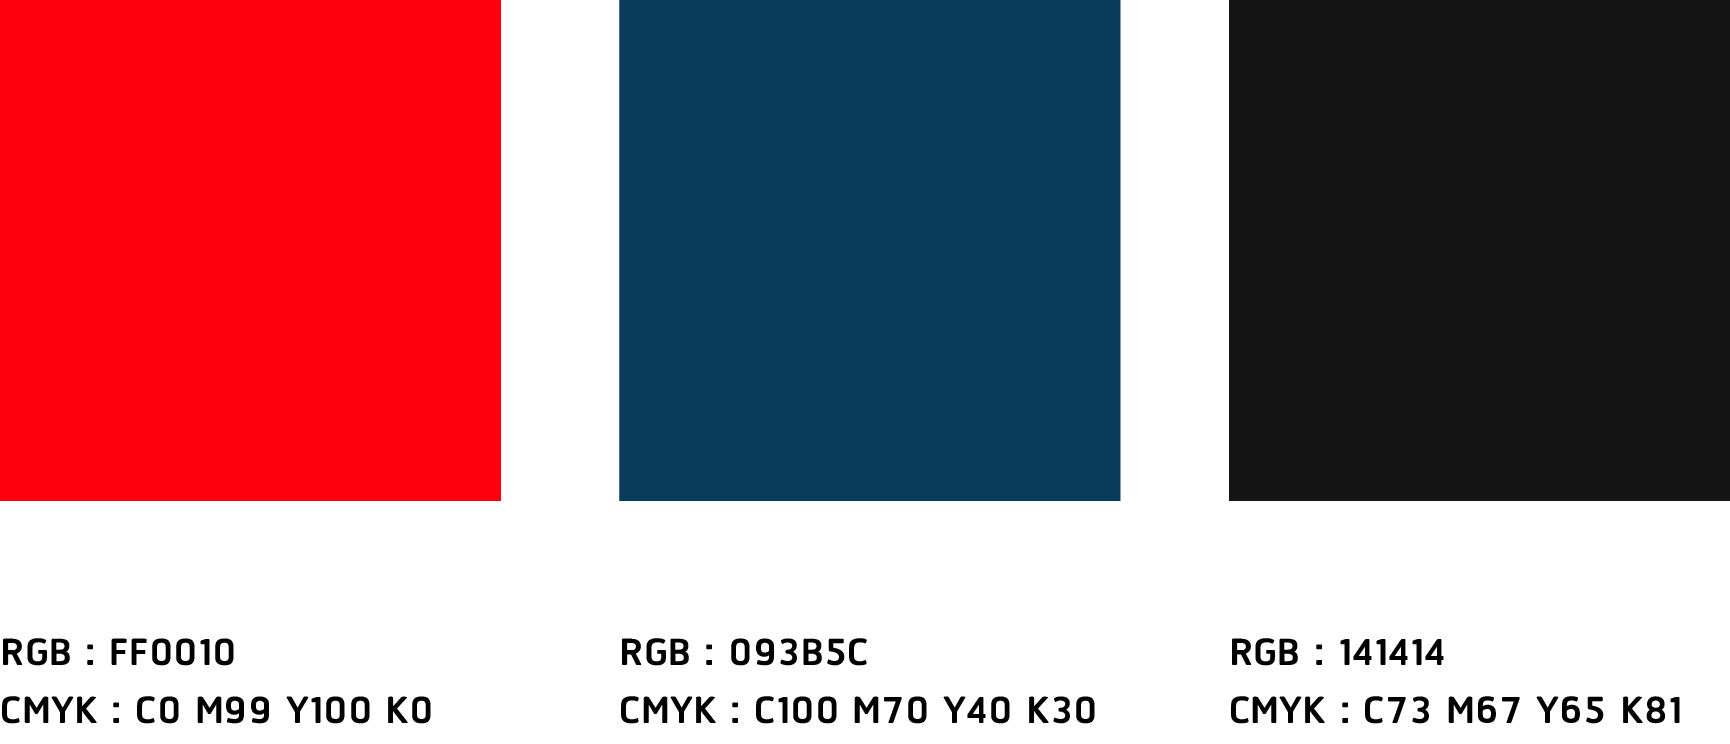 RGB : FF0010
CMYK : C0 M99 Y100 K0
RGB : 093B5C
CMYK : C100 M70 Y40 K30
RGB : 141414
CMYK : C73 M67 Y65 K81